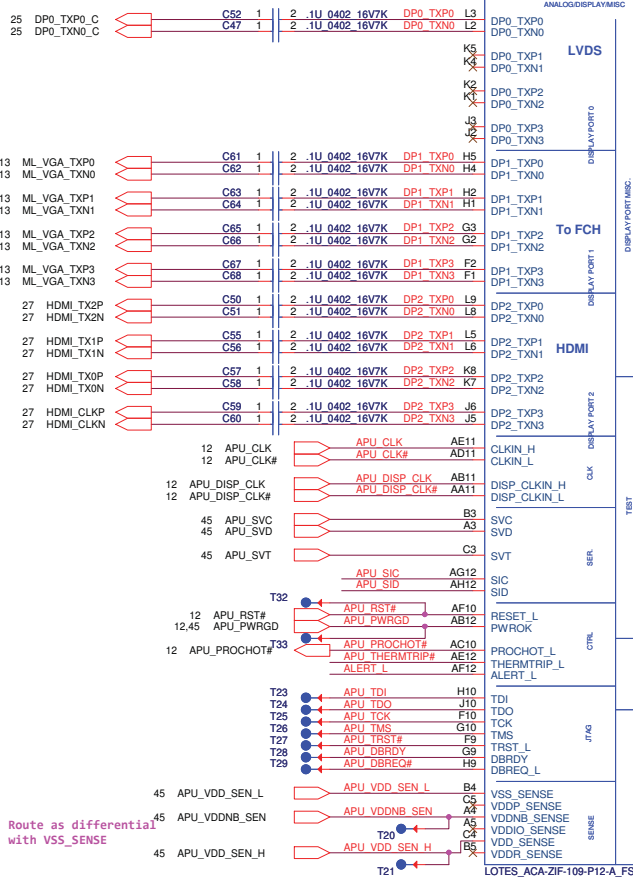 ANALOG/DISPLAY/MISC
25 DP0_TXP0_C C52 1 2 .1U_0402_16V7K DP0_TXP0 L3 DP0_TXP0
25 DP0_TXN0_C C47 1 2 .1U_0402_16V7K DP0_TXN0 L2 DP0_TXN0
LVDS
K5 DP0_TXP1
K4 DP0_TXN1
K2 DP0_TXP2
K1 DP0_TXN2
J3 DP0_TXP3
J2 DP0_TXN3
DISPLAY PORT 0
13 ML_VGA_TXP0 C61 1 2 .1U_0402_16V7K DP1_TXP0 H5 DP1_TXP0
13 ML_VGA_TXN0 C62 1 2 .1U_0402_16V7K DP1_TXN0 H4 DP1_TXN0
13 ML_VGA_TXP1 C63 1 2 .1U_0402_16V7K DP1_TXP1 H2 DP1_TXP1
13 ML_VGA_TXN1 C64 1 2 .1U_0402_16V7K DP1_TXN1 H1 DP1_TXN1
DISPLAY PORT MISC.
To FCH
13 ML_VGA_TXP2 C65 1 2 .1U_0402_16V7K DP1_TXP2 G3 DP1_TXP2
13 ML_VGA_TXN2 C66 1 2 .1U_0402_16V7K DP1_TXN2 G2 DP1_TXN2
13 ML_VGA_TXP3 C67 1 2 .1U_0402_16V7K DP1_TXP3 F2 DP1_TXP3
13 ML_VGA_TXN3 C68 1 2 .1U_0402_16V7K DP1_TXN3 F1 DP1_TXN3
DISPLAY PORT 1
27 HDMI_TX2P C50 1 2 .1U_0402_16V7K DP2_TXP0 L9 DP2_TXP0
27 HDMI_TX2N C51 1 2 .1U_0402_16V7K DP2_TXN0 L8 DP2_TXN0
27 HDMI_TX1P C55 1 2 .1U_0402_16V7K DP2_TXP1 L5 DP2_TXP1
27 HDMI_TX1N C56 1 2 .1U_0402_16V7K DP2_TXN1 L6 DP2_TXN1
HDMI
27 HDMI_TX0P C57 1 2 .1U_0402_16V7K DP2_TXP2 K8 DP2_TXP2
27 HDMI_TX0N C58 1 2 .1U_0402_16V7K DP2_TXN2 K7 DP2_TXN2
27 HDMI_CLKP C59 1 2 .1U_0402_16V7K DP2_TXP3 J6 DP2_TXP3
27 HDMI_CLKN C60 1 2 .1U_0402_16V7K DP2_TXN3 J5 DP2_TXN3
DISPLAY PORT 2
12 APU_CLK APU_CLK AE11 CLKIN_H
12 APU_CLK# APU_CLK# AD11 CLKIN_L
CLK
12 APU_DISP_CLK APU_DISP_CLK AB11 DISP_CLKIN_H
12 APU_DISP_CLK# APU_DISP_CLK# AA11 DISP_CLKIN_L
TEST
45 APU_SVC B3 SVC
45 APU_SVD A3 SVD
45 APU_SVT C3 SVT
SER.
APU_SIC AG12 SIC
APU_SID AH12 SID
T32
12 APU_RST# APU_RST# AF10 RESET_L
12,45 APU_PWRGD APU_PWRGD AB12 PWROK
T33
CTRL
12 APU_PROCHOT# APU_PROCHOT# AC10 PROCHOT_L
APU_THERMTRIP# AE12 THERMTRIP_L
ALERT_L AF12 ALERT_L
T23 APU_TDI H10 TDI
T24 APU_TDO J10 TDO
T25 APU_TCK F10 TCK
T26 APU_TMS G10 TMS
T27 APU_TRST# F9 TRST_L
T28 APU_DBRDY G9 DBRDY
T29 APU_DBREQ# H9 DBREQ_L
JTAG
45 APU_VDD_SEN_L B4 VSS_SENSE
C5 VDDP_SENSE
45 APU_VDDNB_SEN APU_VDDNB_SEN A4 VDDNB_SENSE
T20 A5 VDDIO_SENSE
C4 VDD_SENSE
45 APU_VDD_SEN_H APU_VDD_SEN_H B5 VDDR_SENSE
T21
SENSE
Route as differential
with VSS_SENSE
LOTES_ACA-ZIF-109-P12-A_FS